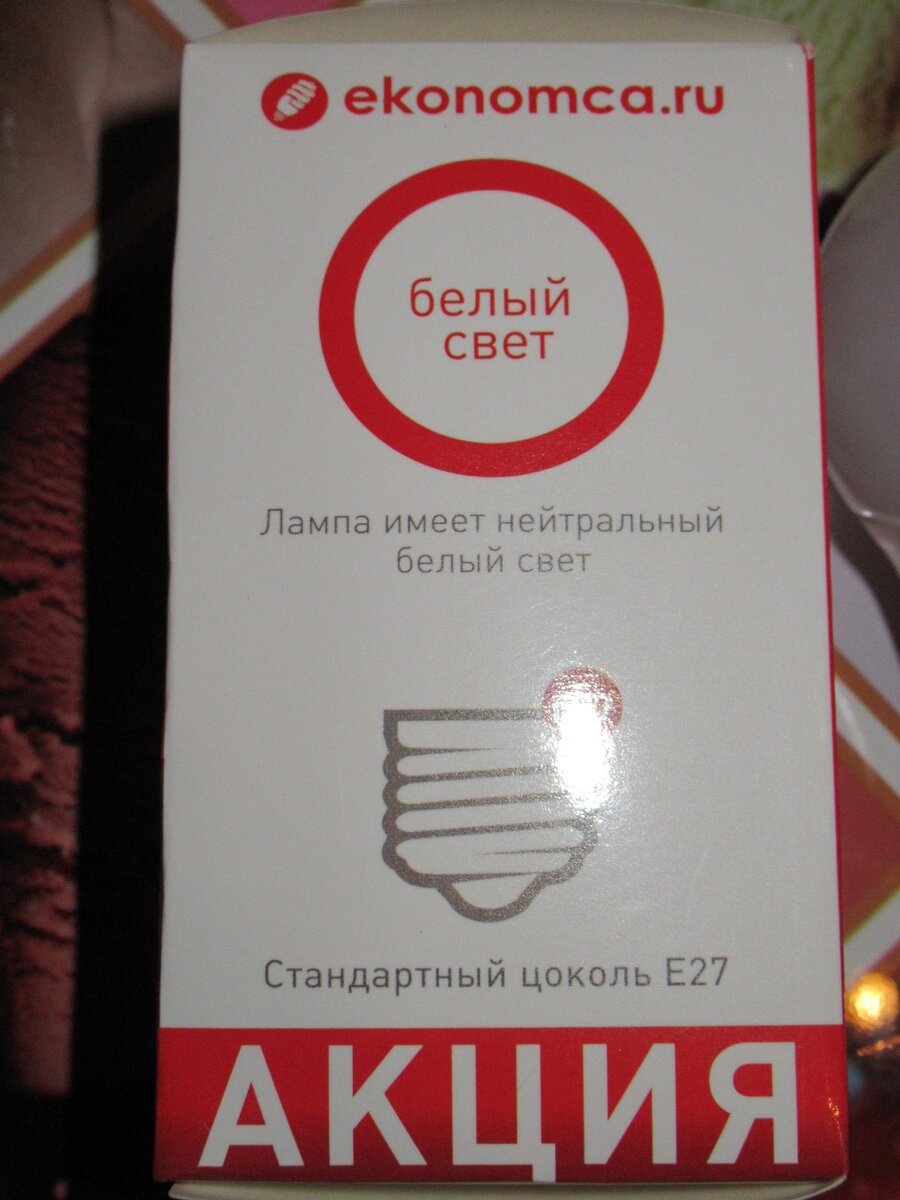 ekonomca.ru
белый
свет
Лампа имеет нейтральный
белый свет
Стандартный цоколь E27
АКЦИЯ